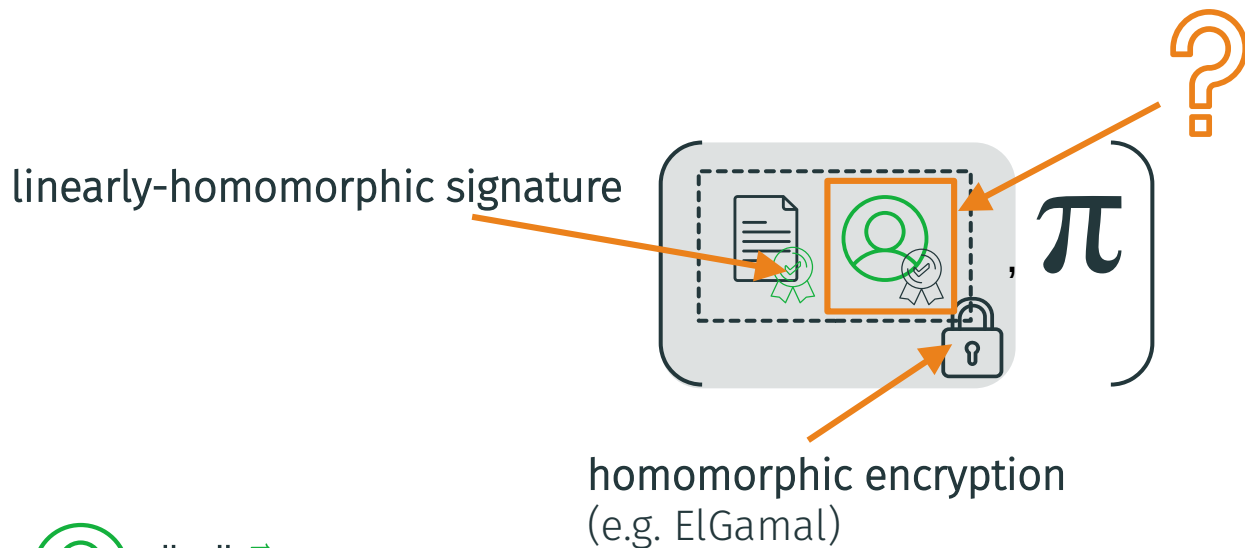 ?
linearly-homomorphic signature
, π
homomorphic encryption
(e.g. ElGamal)